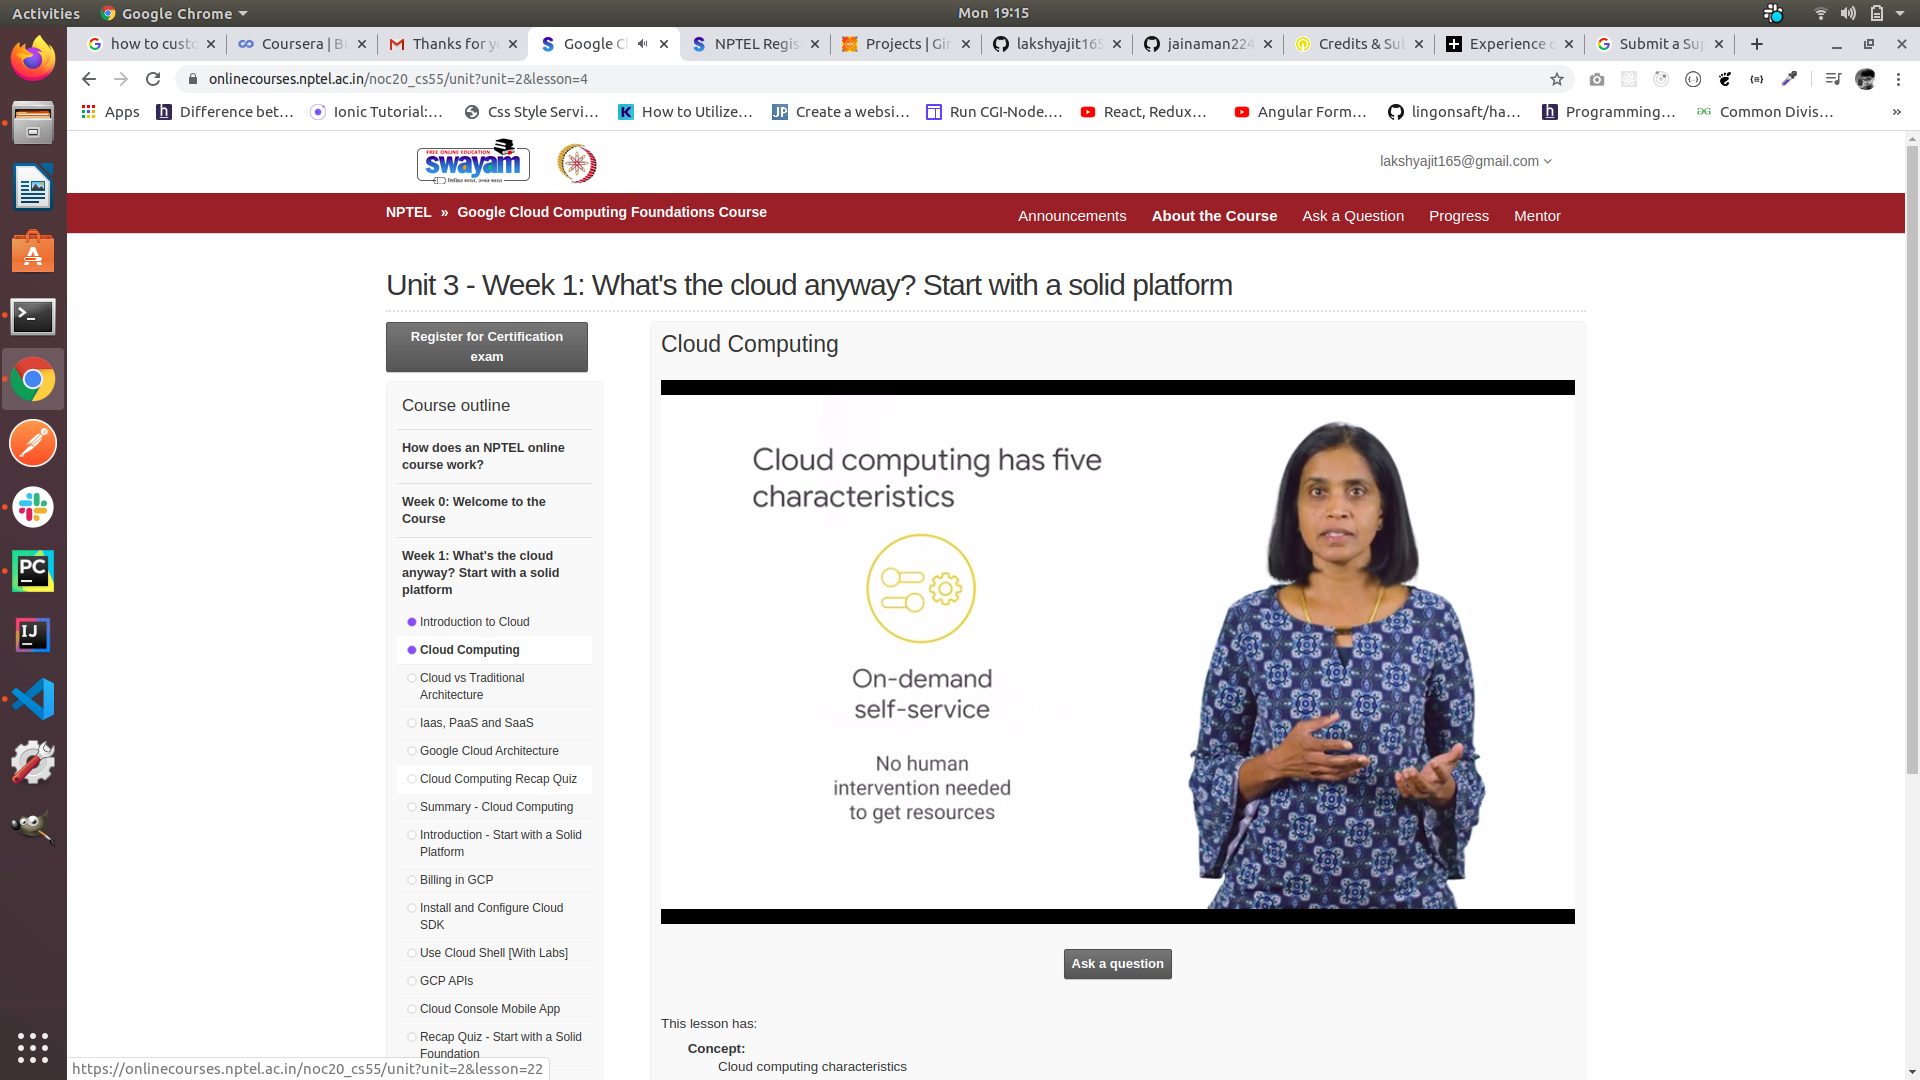 Activities
Google Chrome
Mon 19:15
how to custo
Coursera | Bu
Thanks for yo
Google Cl
NPTEL Regis
Projects | Gir
lakshyajit165
jainaman224
Credits & Sub
Experience c
Submit a Sup
onlinecourses.nptel.ac.in/noc20_cs55/unit?unit=2&lesson=4
Apps
Difference bet…
Ionic Tutorial:…
Css Style Servi…
How to Utilize…
Create a websi…
Run CGI-Node.…
React, Redux…
Angular Form…
lingonsaft/ha…
Programming…
Common Divis…
»
FREE ONLINE EDUCATION
swayam
lakshyajit165@gmail.com
NPTEL » Google Cloud Computing Foundations Course
Announcements
About the Course
Ask a Question
Progress
Mentor
Unit 3 - Week 1: What's the cloud anyway? Start with a solid platform
Register for Certification
exam
Course outline
How does an NPTEL online
course work?
Week 0: Welcome to the
Course
Week 1: What's the cloud
anyway? Start with a solid
platform
Introduction to Cloud
Cloud Computing
Cloud vs Traditional
Architecture
Iaas, PaaS and SaaS
Google Cloud Architecture
Cloud Computing Recap Quiz
Summary - Cloud Computing
Introduction - Start with a Solid
Platform
Billing in GCP
Install and Configure Cloud
SDK
Use Cloud Shell [With Labs]
GCP APIs
Cloud Console Mobile App
Recap Quiz - Start with a Solid
Foundation
Cloud Computing
Cloud computing has five
characteristics
On-demand
self-service
No human
intervention needed
to get resources
Ask a question
This lesson has:
Concept:
Cloud computing characteristics
https://onlinecourses.nptel.ac.in/noc20_cs55/unit?unit=2&lesson=22
PC
IJ